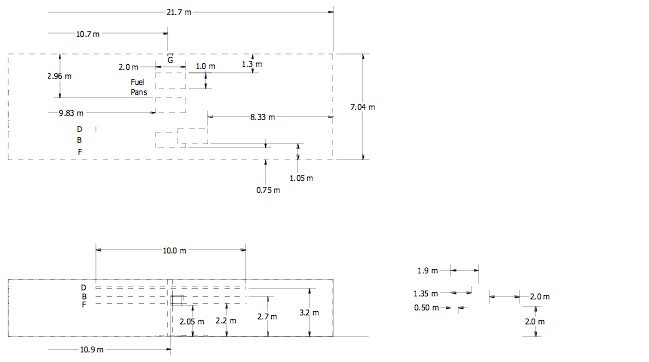 21.7 m
10.7 m
G
2.0 m
1.0 m
1.3 m
2.96 m
Fuel
Pans
7.04 m
9.83 m
8.33 m
D
B
F
1.05 m
0.75 m
10.0 m
D
B
F
2.05 m
2.2 m
2.7 m
3.2 m
10.9 m
1.9 m
1.35 m
0.50 m
2.0 m
2.0 m